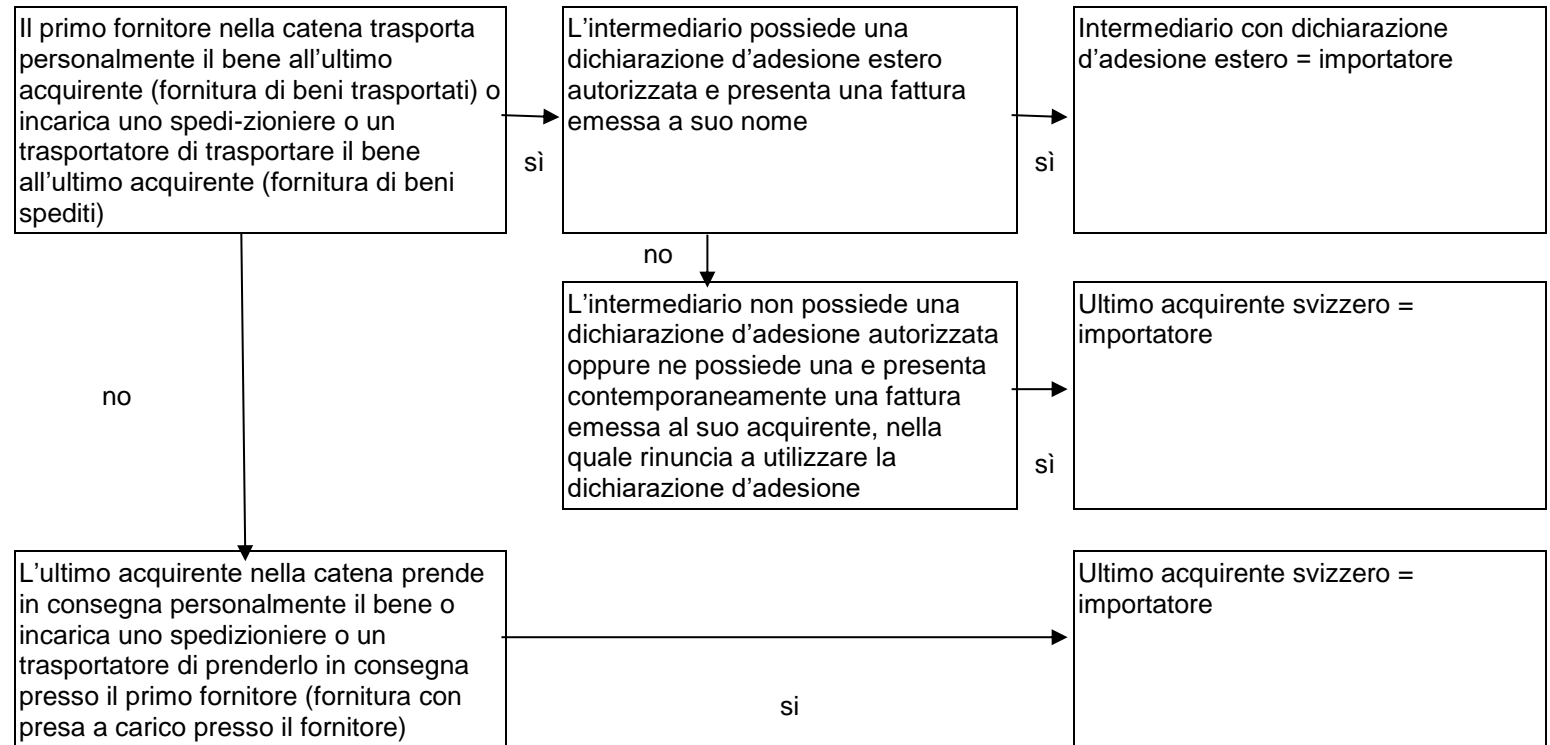 Il primo fornitore nella catena trasporta
personalmente il bene all’ultimo
acquirente (fornitura di beni trasportati) o
incarica uno spedi-zioniere o un
trasportatore di trasportare il bene
all’ultimo acquirente (fornitura di beni
spediti)
sì
L’intermediario possiede una
dichiarazione d’adesione estero
autorizzata e presenta una fattura
emessa a suo nome
sì
Intermediario con dichiarazione
d’adesione estero = importatore
no
L’intermediario non possiede una
dichiarazione d’adesione autorizzata
oppure ne possiede una e presenta
contemporaneamente una fattura
emessa al suo acquirente, nella
quale rinuncia a utilizzare la
dichiarazione d’adesione
sì
Ultimo acquirente svizzero =
importatore
no
L’ultimo acquirente nella catena prende
in consegna personalmente il bene o
incarica uno spedizioniere o un
trasportatore di prenderlo in consegna
presso il primo fornitore (fornitura con
presa a carico presso il fornitore)
si
Ultimo acquirente svizzero =
importatore